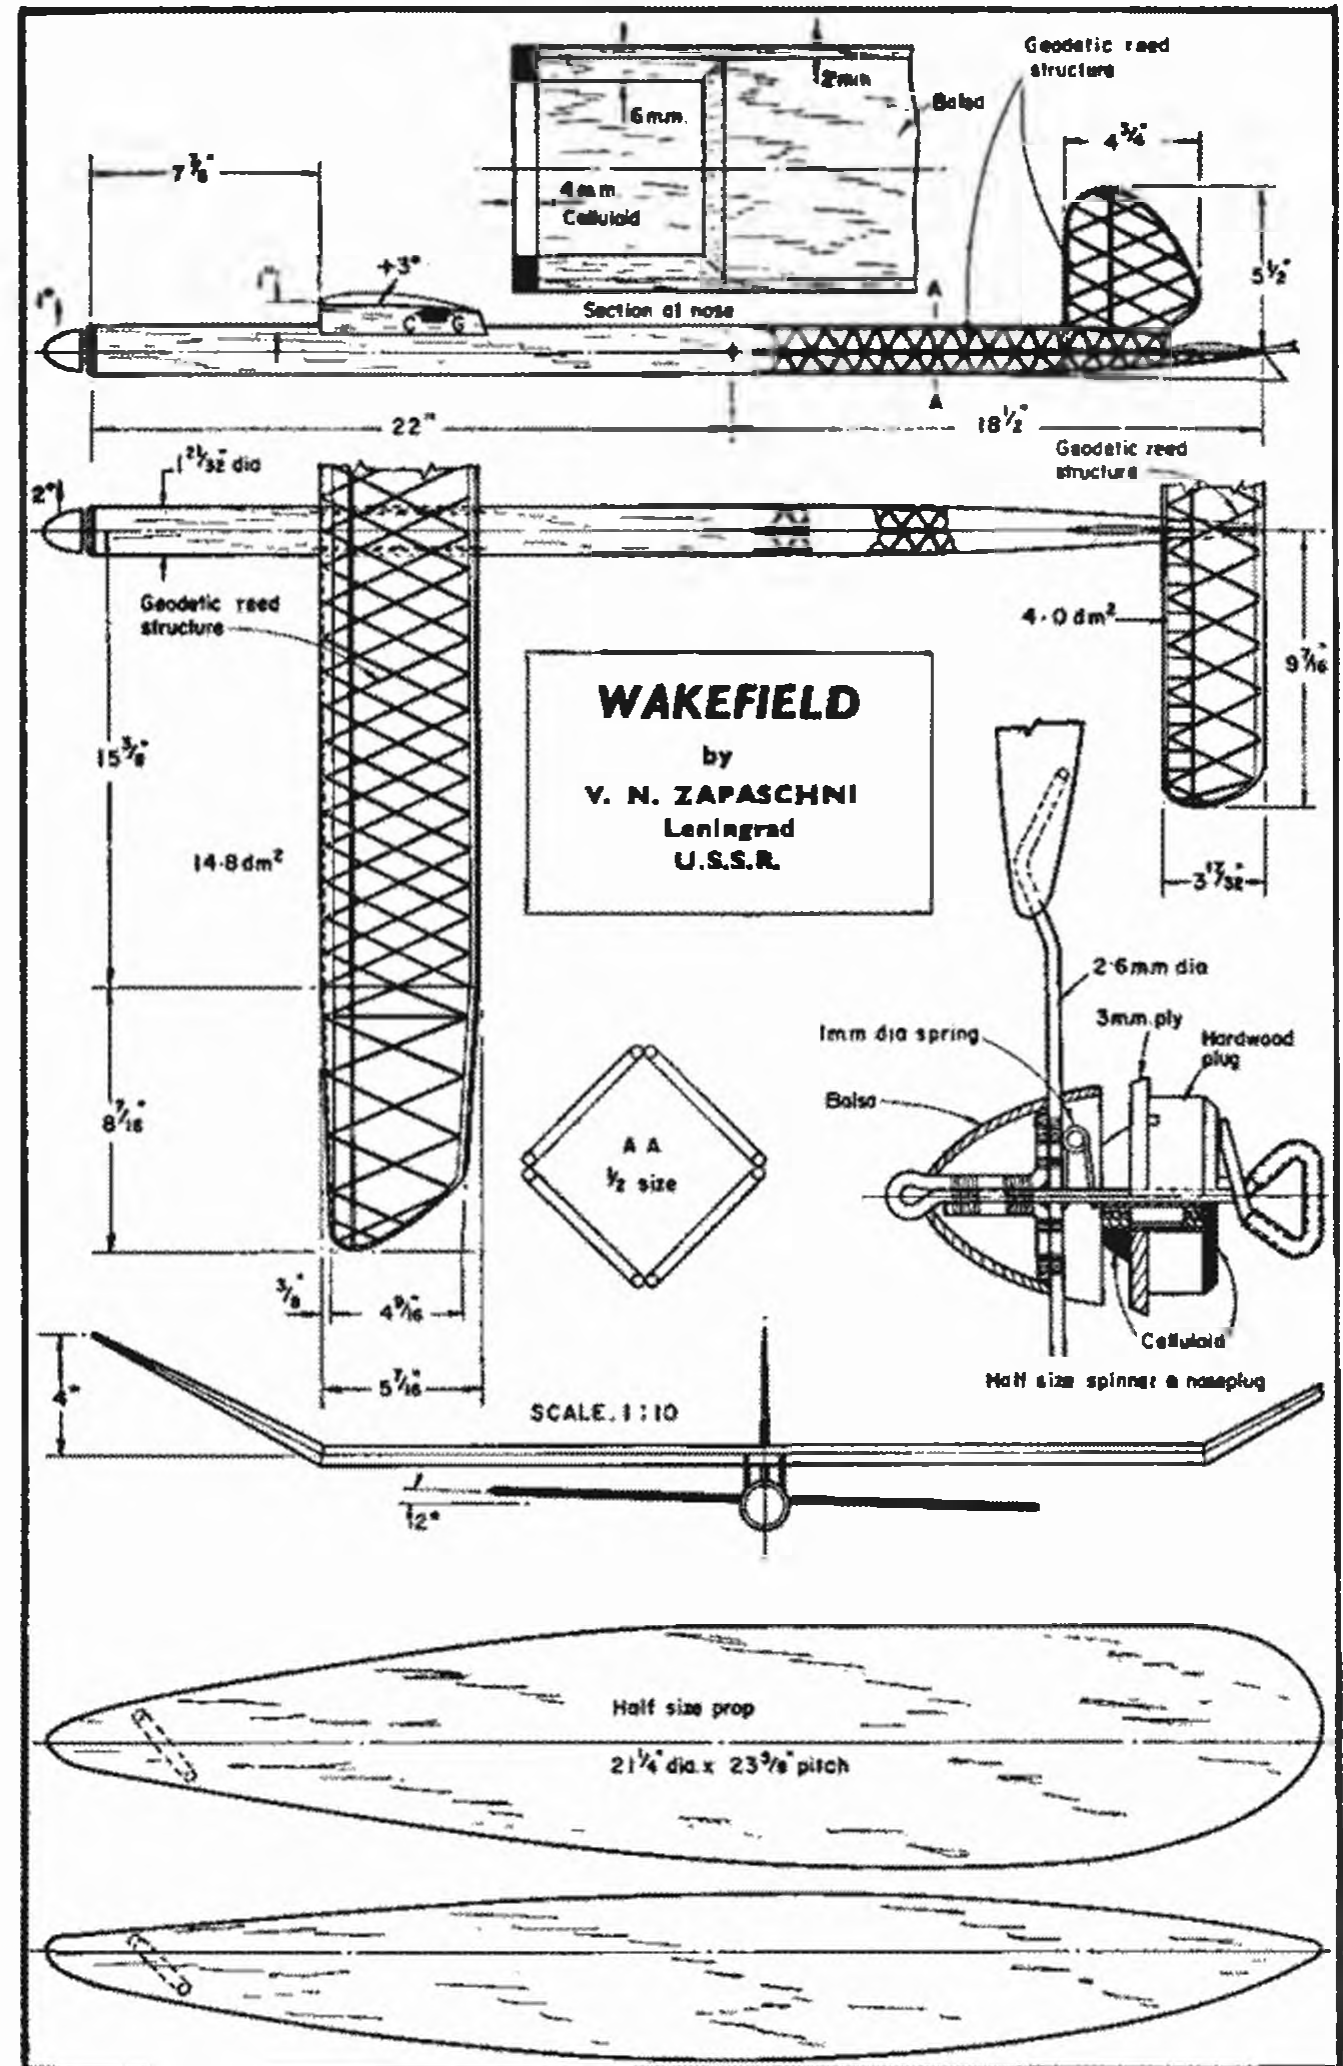 Geodetic reed
structure
2mm
Balsa
6mm.
4 3/4"
7 7/8"
4mm
Celluloid
+3°
5 1/2"
1"
1°
C G
Section at nose
A
A
22"
18 1/2"
1 21/32" dia
Geodetic reed
structure
2°
Geodetic reed
structure
4·0 dm²
9 7/16"
WAKEFIELD
by
V. N. ZAPASCHNI
Leningrad
U.S.S.R.
15 3/8"
14·8 dm²
3 17/32"
2·6mm dia
3mm.ply
1mm dia spring
Hardwood
plug
Balsa
8 7/16"
A A
1/2 size
3/8"
4 9/16"
Celluloid
4"
5 7/16"
Half size spinner & noseplug
SCALE. 1:10
Half size prop
21 1/4" dia. x 23 3/8" pitch